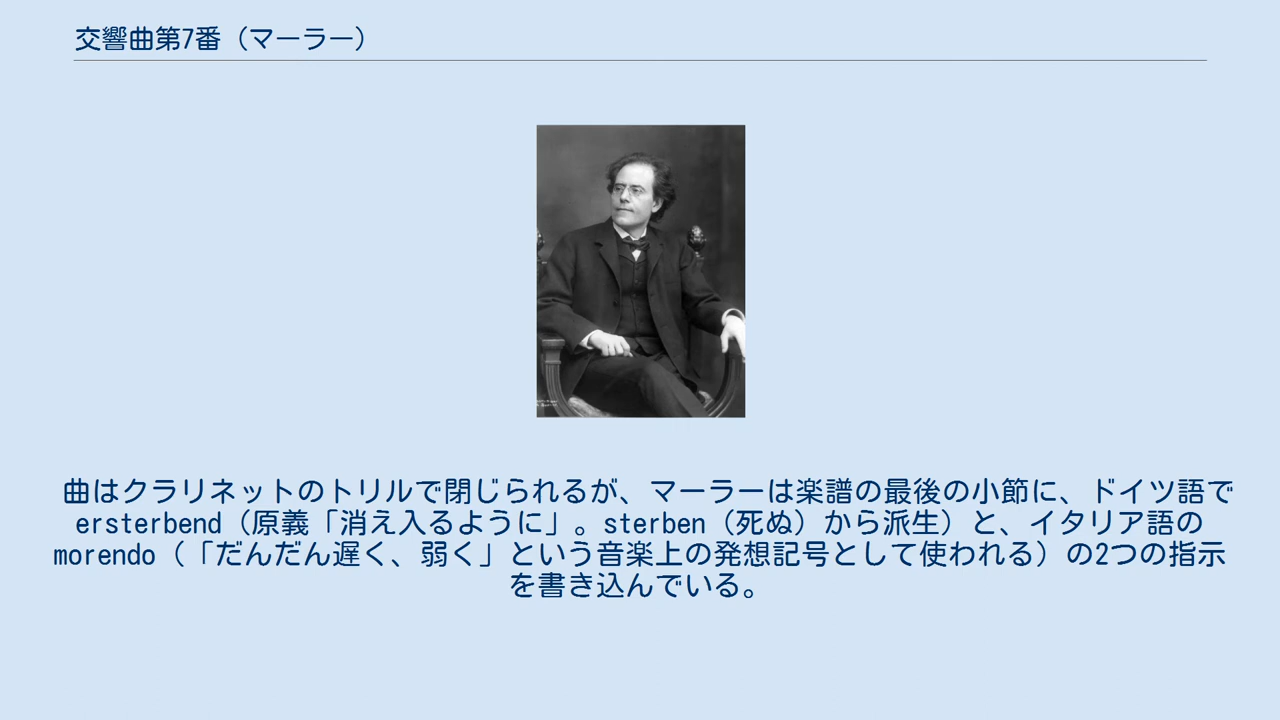 交響曲第7番（マーラー）
曲はクラリネットのトリルで閉じられるが、マーラーは楽譜の最後の小節に、ドイツ語で
ersterbend（原義「消え入るように」。sterben（死ぬ）から派生）と、イタリア語の
morendo（「だんだん遅く、弱く」という音楽上の発想記号として使われる）の2つの指示
を書き込んでいる。